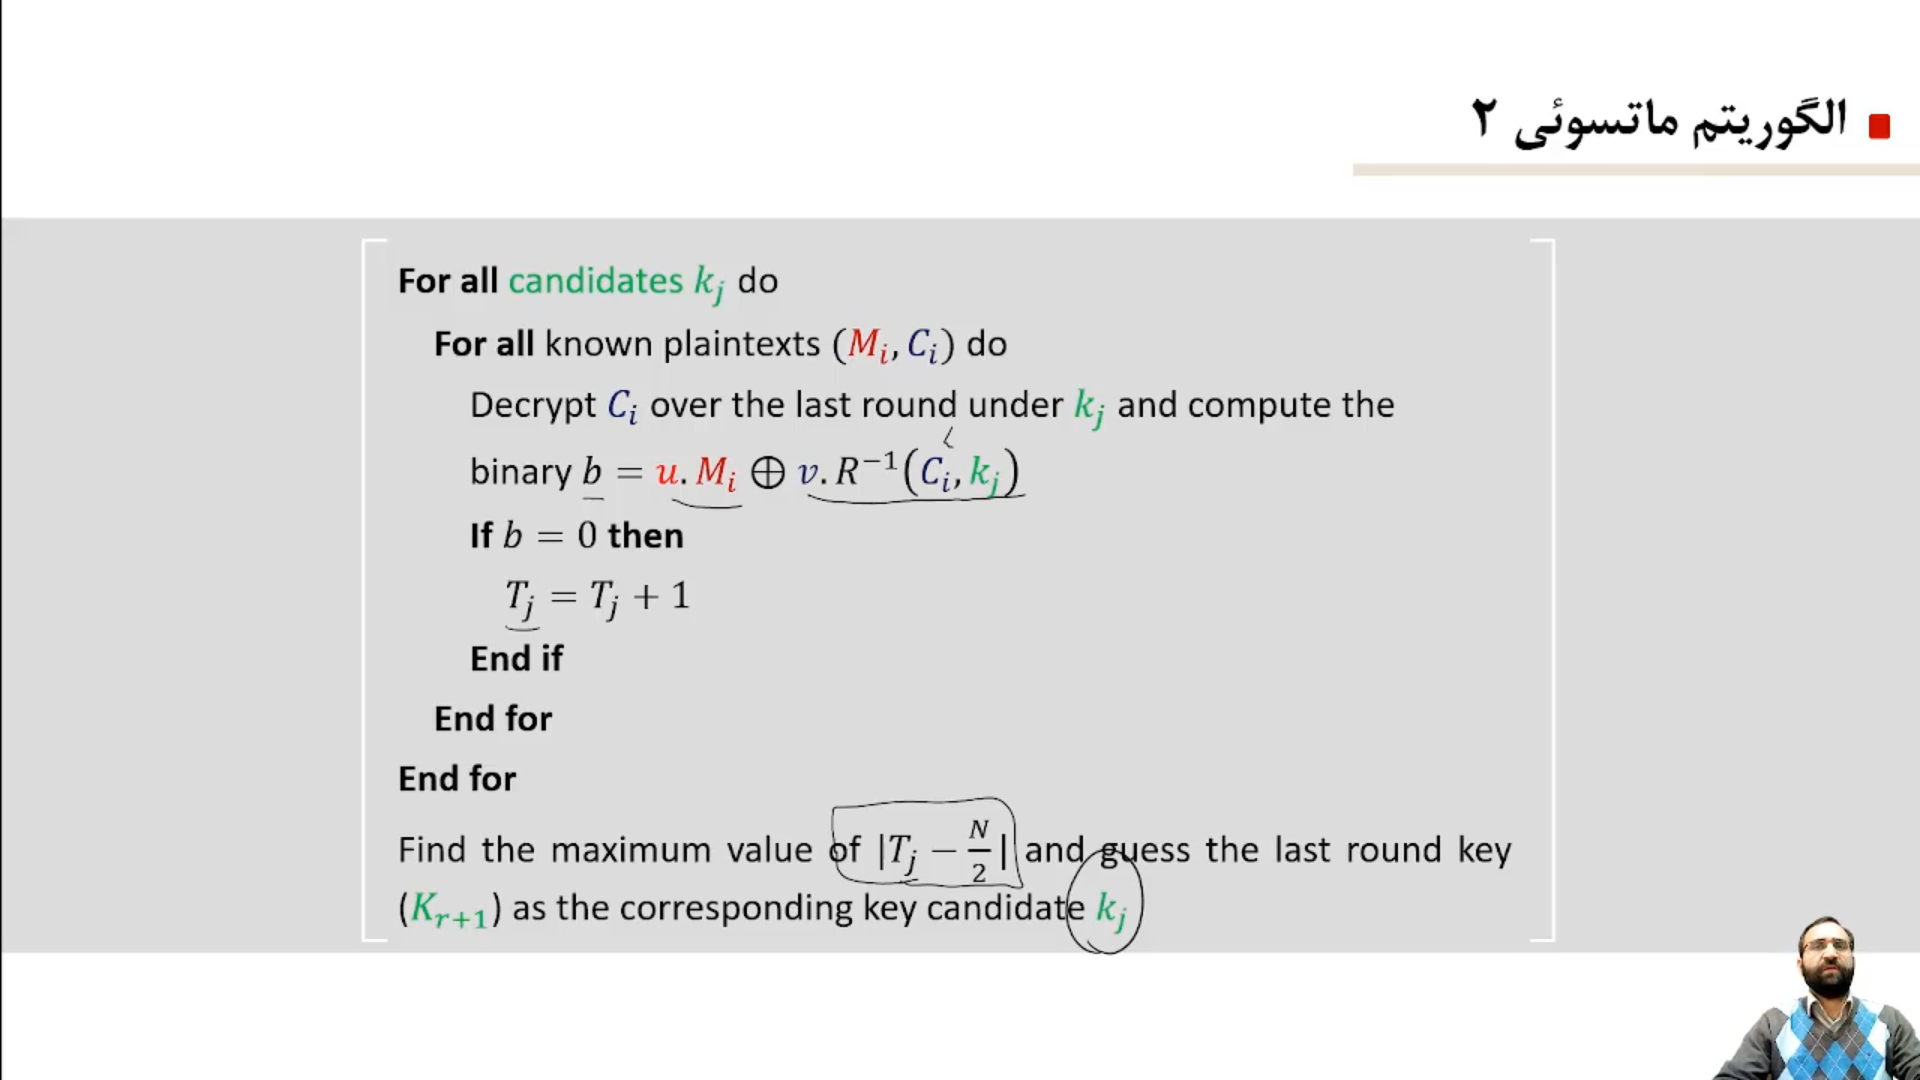 الگوریتم ماتسوئی ۲
For all candidates k_j do
For all known plaintexts (M_i, C_i) do
Decrypt C_i over the last round under k_j and compute the
binary b = u. M_i ⊕ v. R^{-1}(C_i, k_j)
If b = 0 then
T_j = T_j + 1
End if
End for
End for
Find the maximum value of |T_j − N/2| and guess the last round key
(K_{r+1}) as the corresponding key candidate k_j